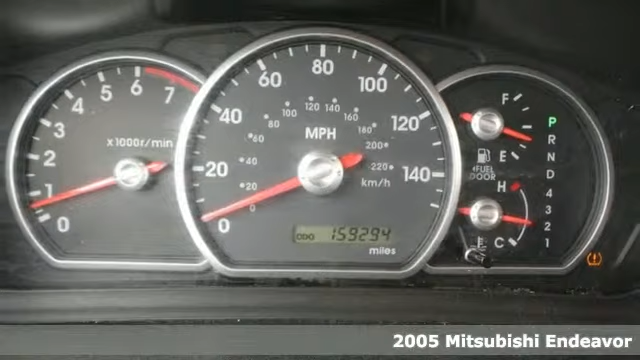 0 1 2 3 4 5 6 7
x1000r/min
0 20 40 60 80 100 120 140
0 20 40 60 80 100 120 140 160 180 200 220
MPH
km/h
ODO 159294
miles
F
E
FUEL
DOOR
H
C
P
R
N
D
4
3
2
1
2005 Mitsubishi Endeavor